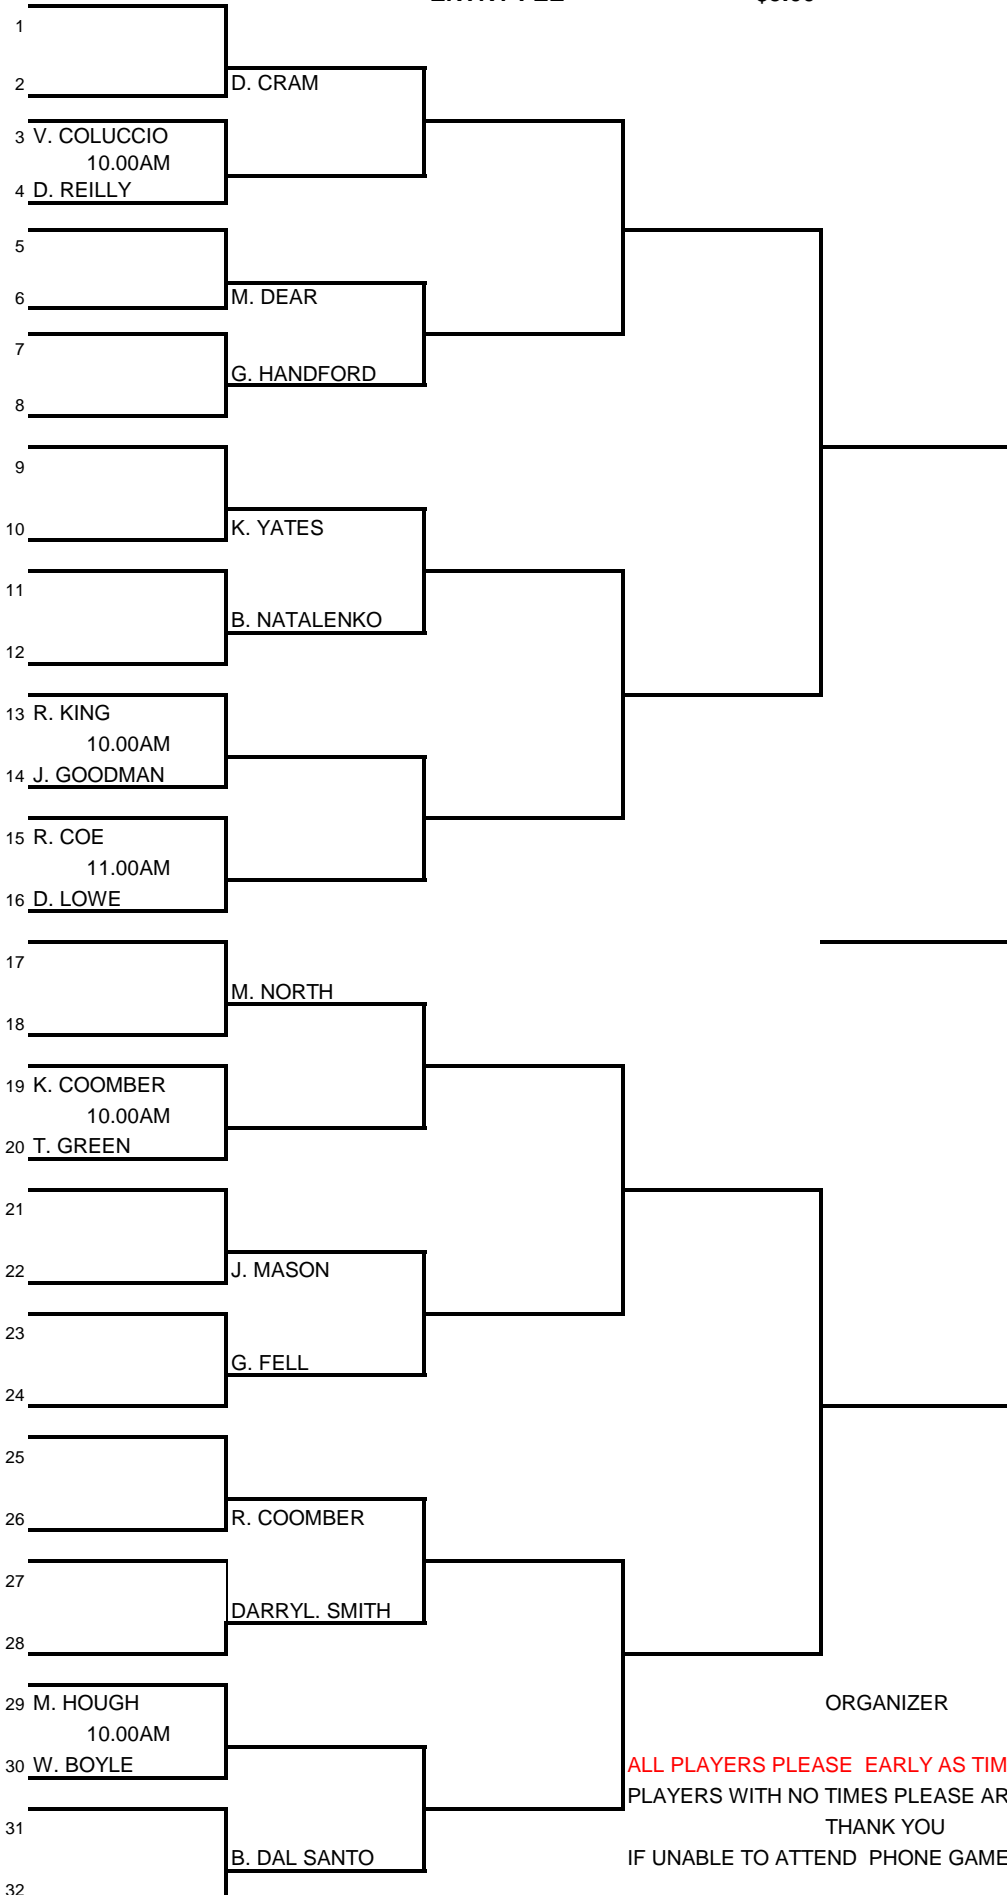 1
2 D. CRAM
3 V. COLUCCIO
10.00AM
4 D. REILLY
5
6 M. DEAR
7
G. HANDFORD
8
9
10 K. YATES
11
B. NATALENKO
12
13 R. KING
10.00AM
14 J. GOODMAN
15 R. COE
11.00AM
16 D. LOWE
17
M. NORTH
18
19 K. COOMBER
10.00AM
20 T. GREEN
21
22 J. MASON
23
G. FELL
24
25
26 R. COOMBER
27
DARRYL. SMITH
28
29 M. HOUGH
ORGANIZER
10.00AM
30 W. BOYLE
ALL PLAYERS PLEASE EARLY AS TIM
PLAYERS WITH NO TIMES PLEASE AR
31
THANK YOU
B. DAL SANTO
IF UNABLE TO ATTEND PHONE GAME
32